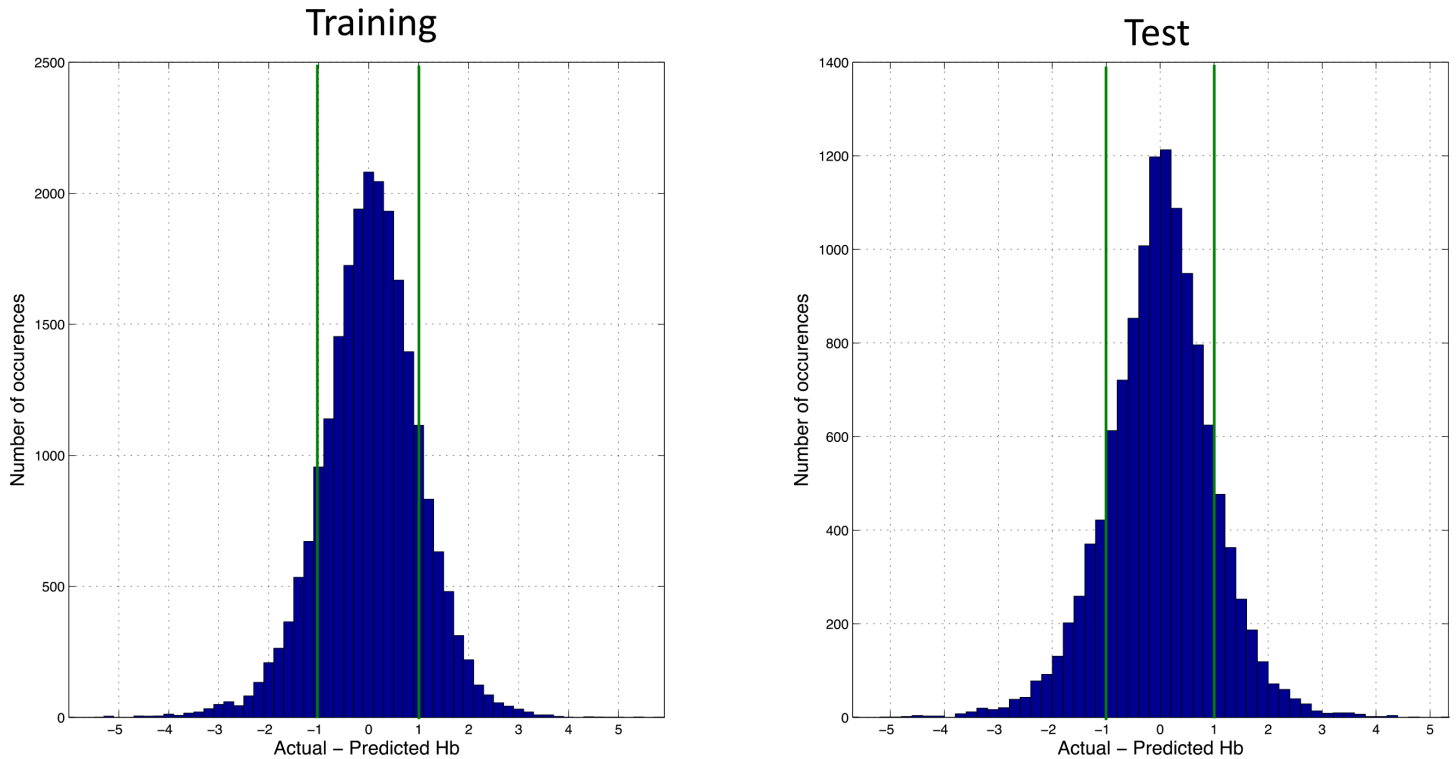 Training
2500
2000
1500
1000
500
0
Number of occurences
−5 −4 −3 −2 −1 0 1 2 3 4 5
Actual − Predicted Hb
Test
1400
1200
1000
800
600
400
200
0
Number of occurences
−5 −4 −3 −2 −1 0 1 2 3 4 5
Actual − Predicted Hb